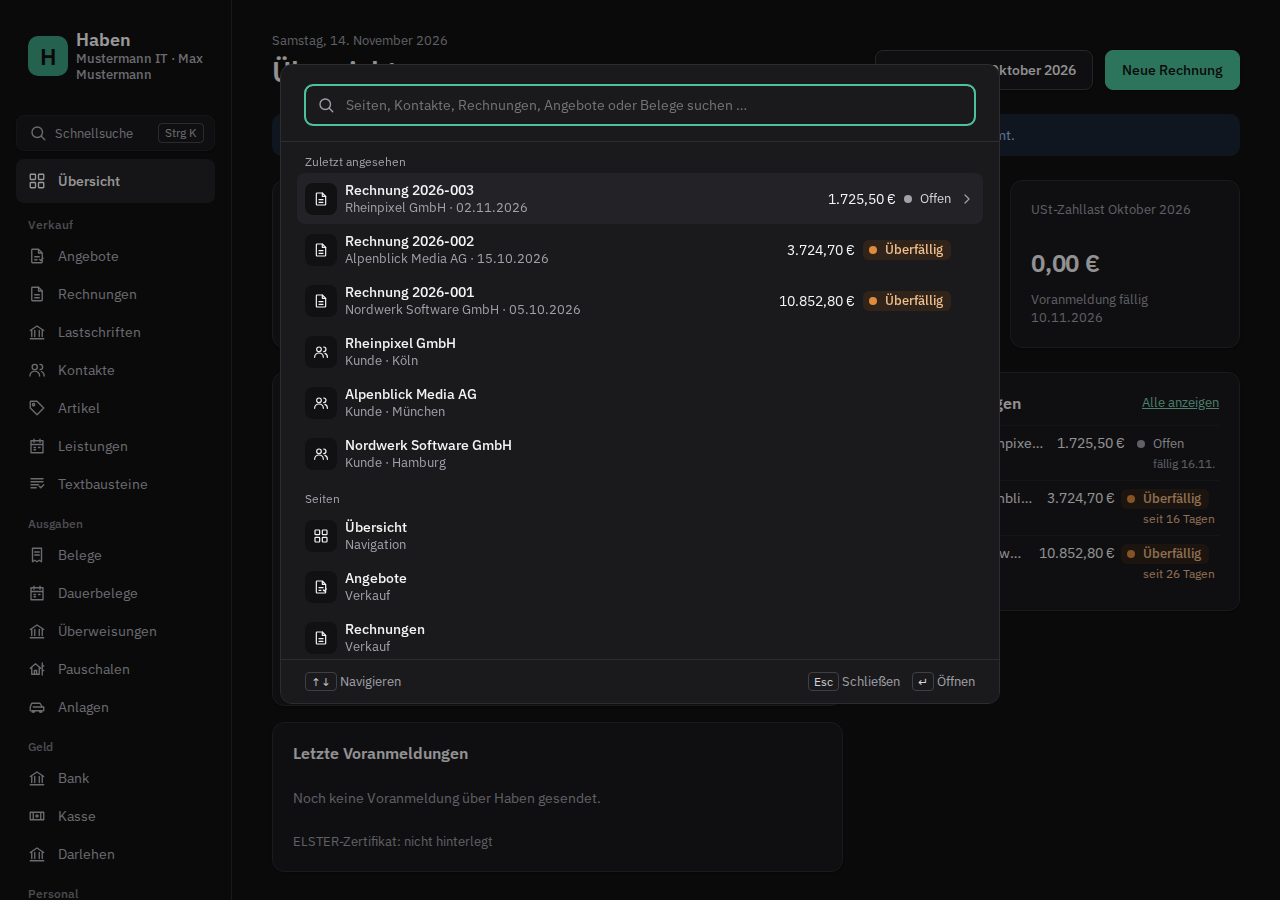 Haben
Mustermann IT · Max
Mustermann
Schnellsuche
Strg K
Übersicht
Verkauf
Angebote
Rechnungen
Lastschriften
Kontakte
Artikel
Leistungen
Textbausteine
Ausgaben
Belege
Dauerbelege
Überweisungen
Pauschalen
Anlagen
Geld
Bank
Kasse
Darlehen
Personal
Samstag, 14. November 2026
Oktober 2026
Neue Rechnung
Seiten, Kontakte, Rechnungen, Angebote oder Belege suchen ...
Zuletzt angesehen
Rechnung 2026-003
Rheinpixel GmbH · 02.11.2026
1.725,50 € Offen
Rechnung 2026-002
Alpenblick Media AG · 15.10.2026
3.724,70 € Überfällig
Rechnung 2026-001
Nordwerk Software GmbH · 05.10.2026
10.852,80 € Überfällig
Rheinpixel GmbH
Kunde · Köln
Alpenblick Media AG
Kunde · München
Nordwerk Software GmbH
Kunde · Hamburg
Seiten
Übersicht
Navigation
Angebote
Verkauf
Rechnungen
Verkauf
↑↓ Navigieren
Esc Schließen
↵ Öffnen
USt-Zahllast Oktober 2026
0,00 €
Voranmeldung fällig
10.11.2026
Alle anzeigen
1.725,50 € Offen
fällig 16.11.
3.724,70 € Überfällig
seit 16 Tagen
10.852,80 € Überfällig
seit 26 Tagen
Letzte Voranmeldungen
Noch keine Voranmeldung über Haben gesendet.
ELSTER-Zertifikat: nicht hinterlegt